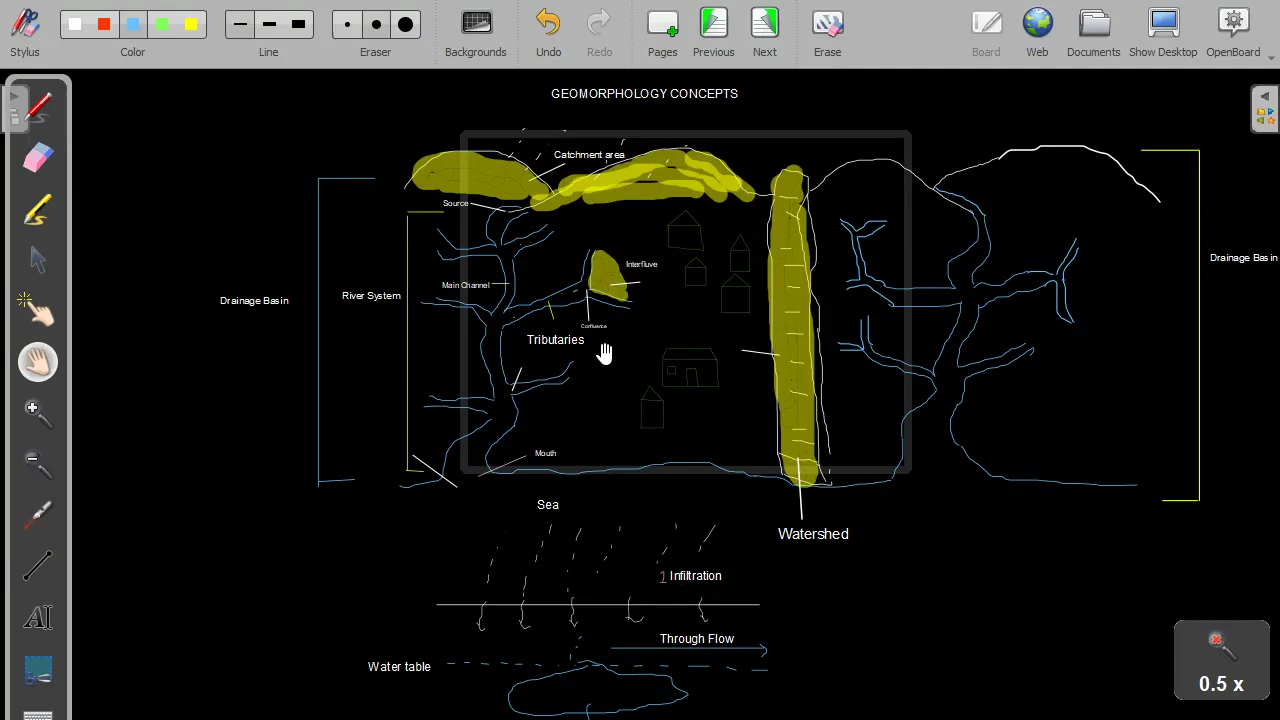 Stylus
Color
Line
Eraser
Backgrounds
Undo
Redo
Pages
Previous
Next
Erase
Board
Web
Documents
Show Desktop
OpenBoard
GEOMORPHOLOGY CONCEPTS
Catchment area
Source
Interfluve
Drainage Basin
Main Channel
River System
Drainage Basin
Confluence
Tributaries
Mouth
Sea
Watershed
1 Infiltration
Through Flow
Water table
AI
0.5 x